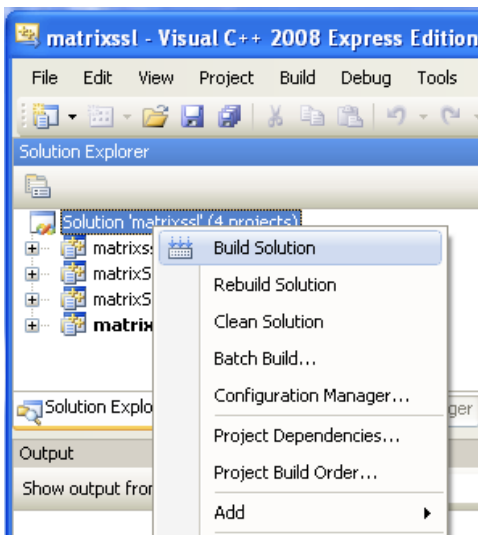 matrixssl - Visual C++ 2008 Express Edition
File Edit View Project Build Debug Tools
Solution Explorer
Solution 'matrixssl' (4 projects)
matrixs
Build Solution
matrixS
Rebuild Solution
matrixS
Clean Solution
matrix
Batch Build...
Configuration Manager...
Solution Explo
ger
Project Dependencies...
Output
Project Build Order...
Show output from
Add